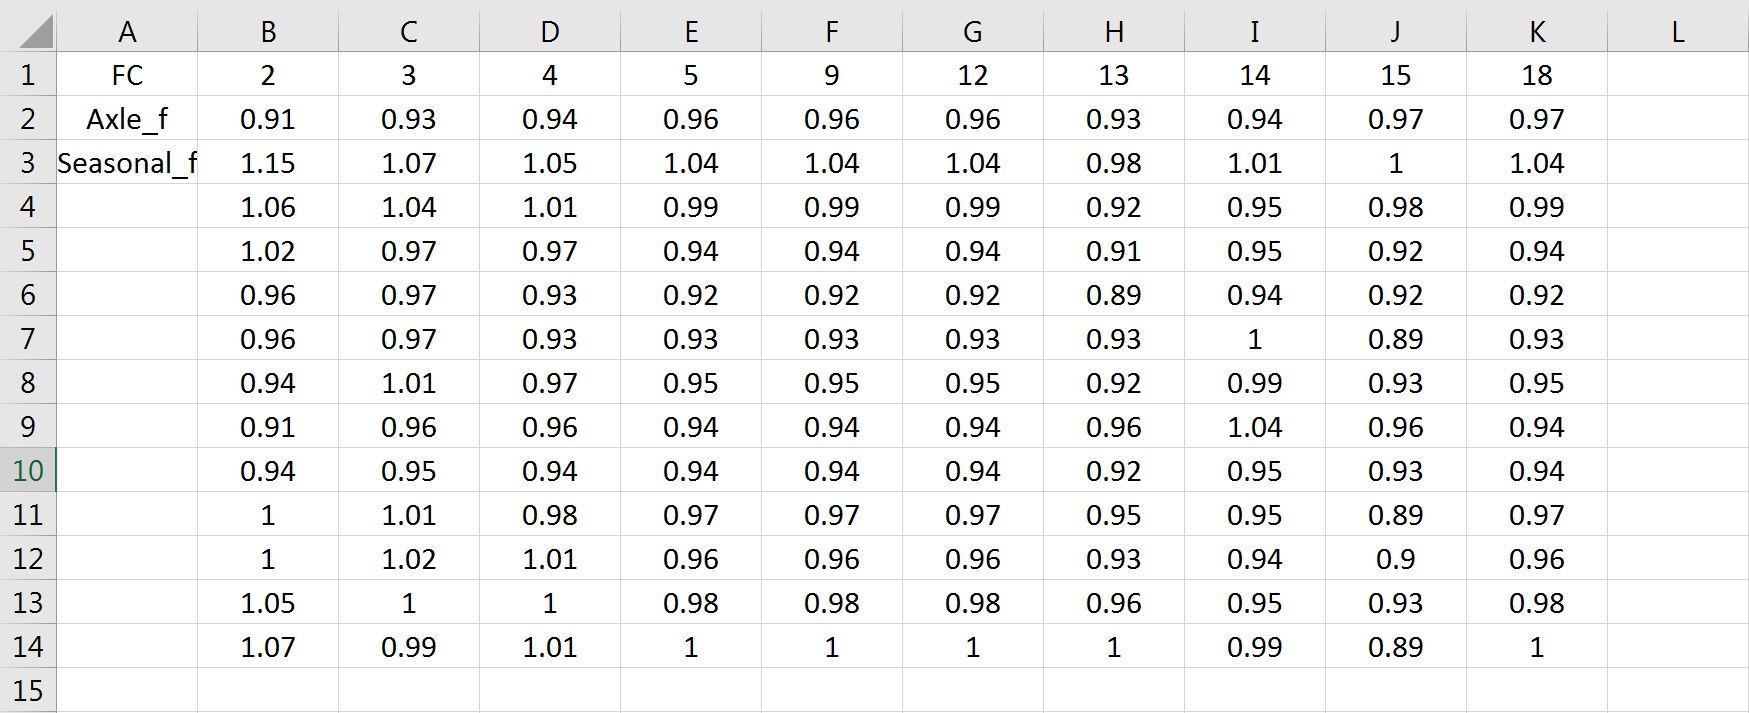 A B C D E F G H I J K L
1 FC 2 3 4 5 9 12 13 14 15 18
2 Axle_f 0.91 0.93 0.94 0.96 0.96 0.96 0.93 0.94 0.97 0.97
3 Seasonal_f 1.15 1.07 1.05 1.04 1.04 1.04 0.98 1.01 1 1.04
4 1.06 1.04 1.01 0.99 0.99 0.99 0.92 0.95 0.98 0.99
5 1.02 0.97 0.97 0.94 0.94 0.94 0.91 0.95 0.92 0.94
6 0.96 0.97 0.93 0.92 0.92 0.92 0.89 0.94 0.92 0.92
7 0.96 0.97 0.93 0.93 0.93 0.93 0.93 1 0.89 0.93
8 0.94 1.01 0.97 0.95 0.95 0.95 0.92 0.99 0.93 0.95
9 0.91 0.96 0.96 0.94 0.94 0.94 0.96 1.04 0.96 0.94
10 0.94 0.95 0.94 0.94 0.94 0.94 0.92 0.95 0.93 0.94
11 1 1.01 0.98 0.97 0.97 0.97 0.95 0.95 0.89 0.97
12 1 1.02 1.01 0.96 0.96 0.96 0.93 0.94 0.9 0.96
13 1.05 1 1 0.98 0.98 0.98 0.96 0.95 0.93 0.98
14 1.07 0.99 1.01 1 1 1 1 0.99 0.89 1
15